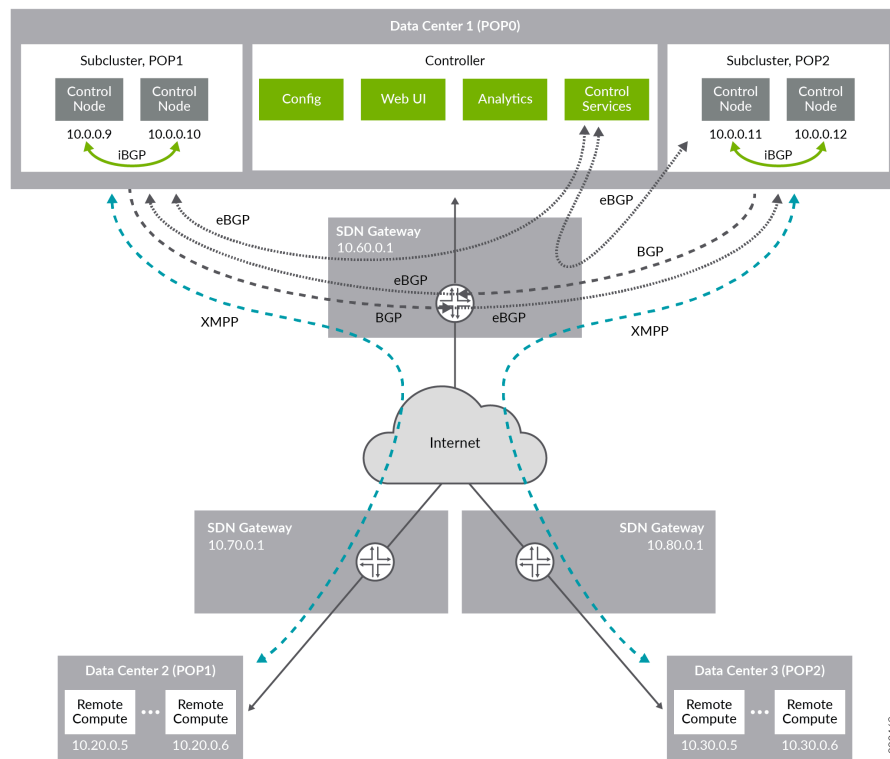 Data Center 1 (POP0)
Subcluster, POP1
Controller
Subcluster, POP2
Control Node
Control Node
Config
Web UI
Analytics
Control Services
Control Node
Control Node
10.0.0.9
10.0.0.10
10.0.0.11
10.0.0.12
iBGP
iBGP
eBGP
eBGP
SDN Gateway
10.60.0.1
BGP
eBGP
BGP
eBGP
XMPP
XMPP
Internet
SDN Gateway
10.70.0.1
SDN Gateway
10.80.0.1
Data Center 2 (POP1)
Data Center 3 (POP2)
Remote Compute
Remote Compute
Remote Compute
Remote Compute
10.20.0.5
10.20.0.6
10.30.0.5
10.30.0.6